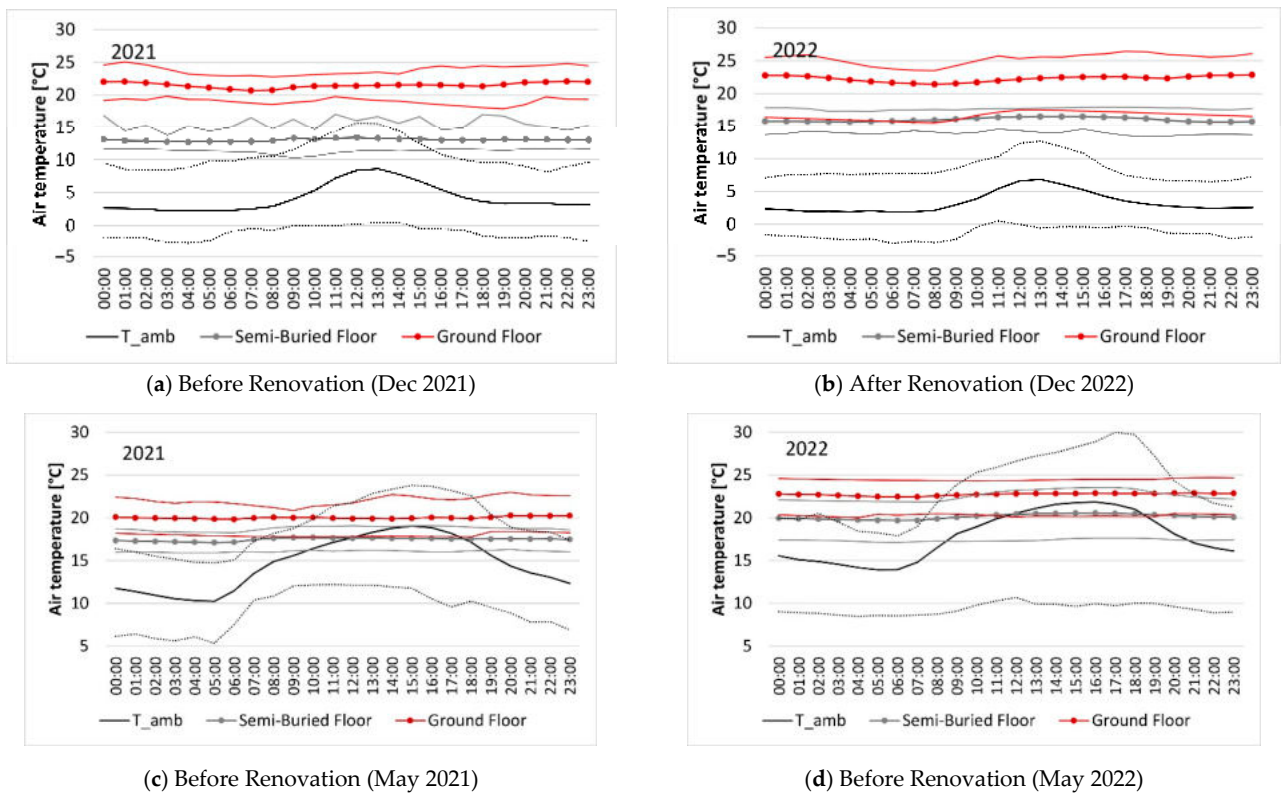 2021
Air temperature [°C]
30
25
20
15
10
5
0
−5
00:00 01:00 02:00 03:00 04:00 05:00 06:00 07:00 08:00 09:00 10:00 11:00 12:00 13:00 14:00 15:00 16:00 17:00 18:00 19:00 20:00 21:00 22:00 23:00
T_amb Semi-Buried Floor Ground Floor
(a) Before Renovation (Dec 2021)
2022
Air temperature [°C]
30
25
20
15
10
5
0
−5
00:00 01:00 02:00 03:00 04:00 05:00 06:00 07:00 08:00 09:00 10:00 11:00 12:00 13:00 14:00 15:00 16:00 17:00 18:00 19:00 20:00 21:00 22:00 23:00
T_amb Semi-Buried Floor Ground Floor
(b) After Renovation (Dec 2022)
2021
Air temperature [°C]
30
25
20
15
10
5
00:00 01:00 02:00 03:00 04:00 05:00 06:00 07:00 08:00 09:00 10:00 11:00 12:00 13:00 14:00 15:00 16:00 17:00 18:00 19:00 20:00 21:00 22:00 23:00
T_amb Semi-Buried Floor Ground Floor
(c) Before Renovation (May 2021)
2022
Air temperature [°C]
30
25
20
15
10
5
00:00 01:00 02:00 03:00 04:00 05:00 06:00 07:00 08:00 09:00 10:00 11:00 12:00 13:00 14:00 15:00 16:00 17:00 18:00 19:00 20:00 21:00 22:00 23:00
T_amb Semi-Buried Floor Ground Floor
(d) Before Renovation (May 2022)